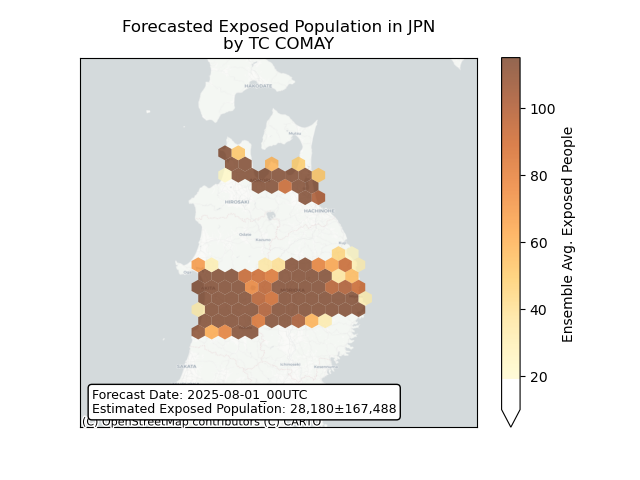 Forecasted Exposed Population in JPN
by TC COMAY
HAKODATE
HIROSAKI
HACHINOHE
100
80
60
40
20
Ensemble Avg. Exposed People
Forecast Date: 2025-08-01_00UTC
Estimated Exposed Population: 28,180±167,488
(C) OpenStreetMap contributors (C) CARTO